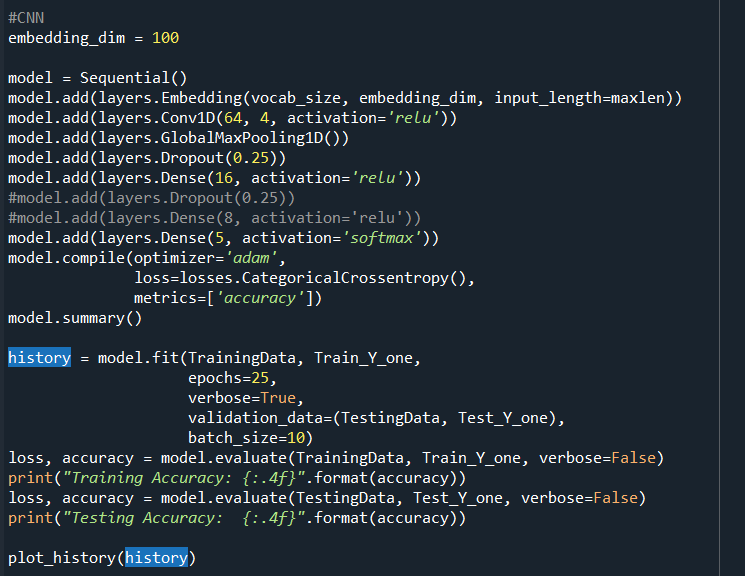 #CNN
embedding_dim = 100
model = Sequential()
model.add(layers.Embedding(vocab_size, embedding_dim, input_length=maxlen))
model.add(layers.Conv1D(64, 4, activation='relu'))
model.add(layers.GlobalMaxPooling1D())
model.add(layers.Dropout(0.25))
model.add(layers.Dense(16, activation='relu'))
#model.add(layers.Dropout(0.25))
#model.add(layers.Dense(8, activation='relu'))
model.add(layers.Dense(5, activation='softmax'))
model.compile(optimizer='adam',
              loss=losses.CategoricalCrossentropy(),
              metrics=['accuracy'])
model.summary()
history = model.fit(TrainingData, Train_Y_one,
                    epochs=25,
                    verbose=True,
                    validation_data=(TestingData, Test_Y_one),
                    batch_size=10)
loss, accuracy = model.evaluate(TrainingData, Train_Y_one, verbose=False)
print("Training Accuracy: {:.4f}".format(accuracy))
loss, accuracy = model.evaluate(TestingData, Test_Y_one, verbose=False)
print("Testing Accuracy:  {:.4f}".format(accuracy))
plot_history(history)